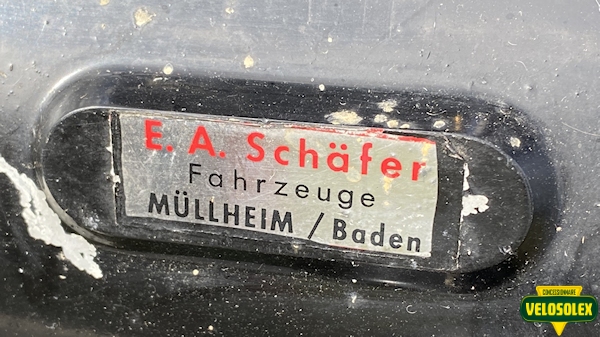 E. A. Schäfer
Fahrzeuge
MÜLLHEIM / Baden
CONCESSIONNAIRE
VELOSOLEX